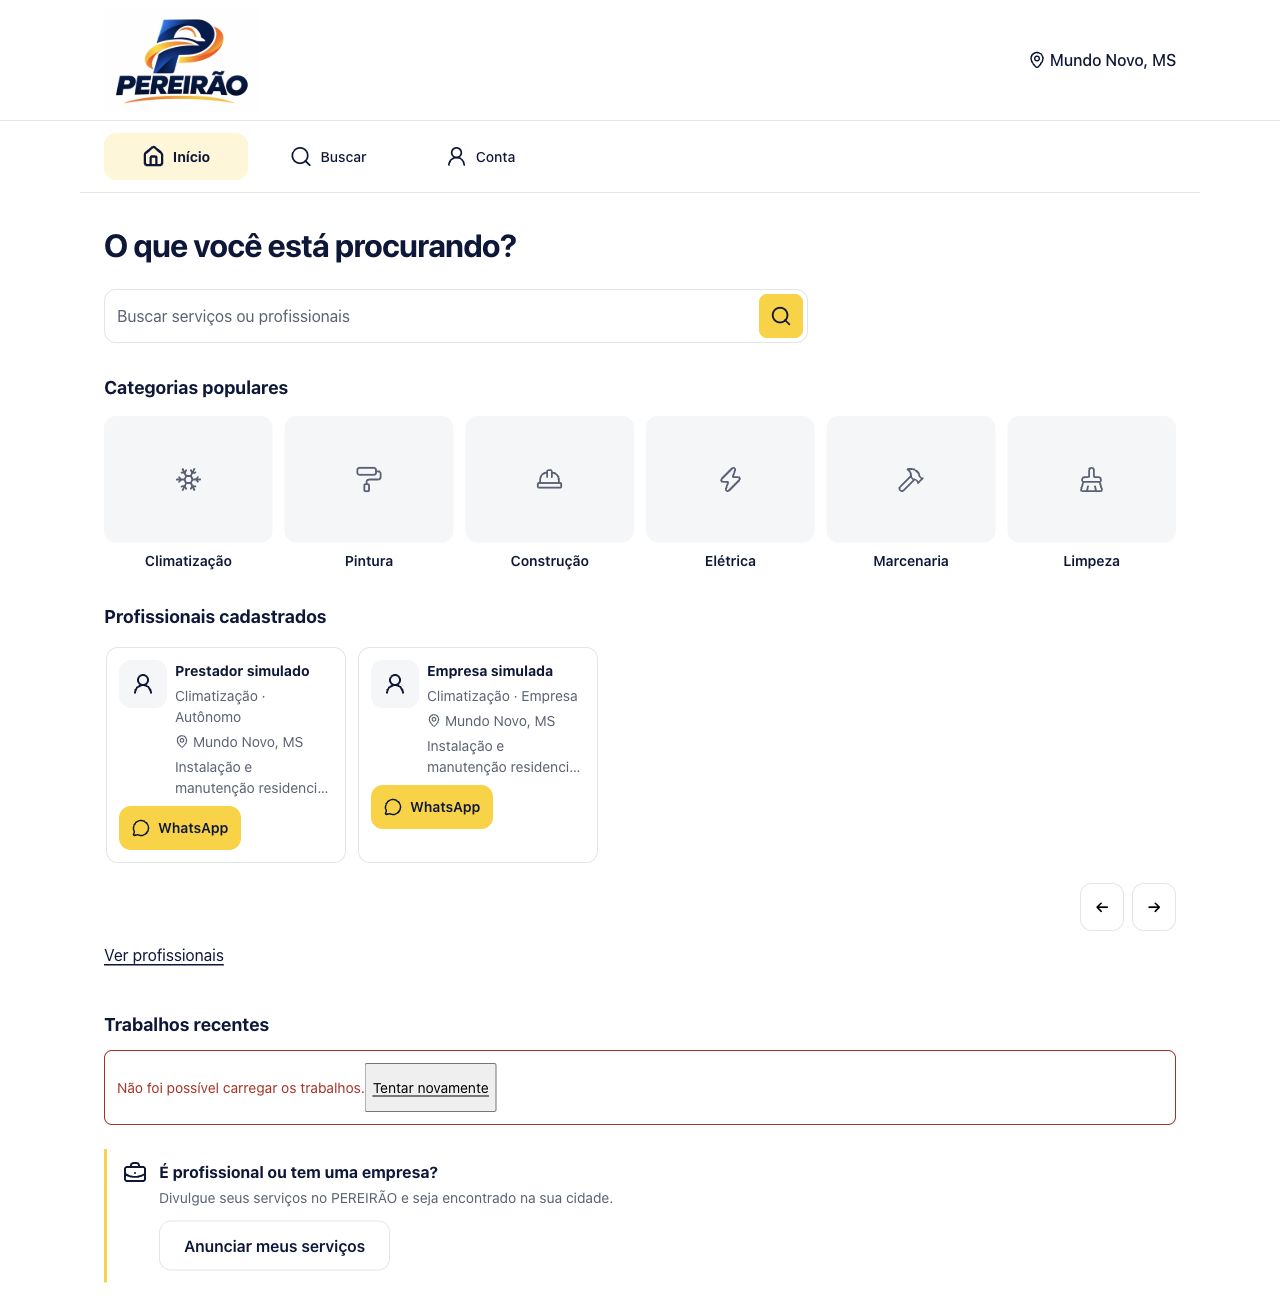 PEREIRÃO
Mundo Novo, MS
Início
Buscar
Conta
O que você está procurando?
Buscar serviços ou profissionais
Categorias populares
Climatização
Pintura
Construção
Elétrica
Marcenaria
Limpeza
Profissionais cadastrados
Prestador simulado
Climatização ·
Autônomo
Mundo Novo, MS
Instalação e
manutenção residenci...
WhatsApp
Empresa simulada
Climatização · Empresa
Mundo Novo, MS
Instalação e
manutenção residenci...
WhatsApp
Ver profissionais
Trabalhos recentes
Não foi possível carregar os trabalhos. Tentar novamente
É profissional ou tem uma empresa?
Divulgue seus serviços no PEREIRÃO e seja encontrado na sua cidade.
Anunciar meus serviços